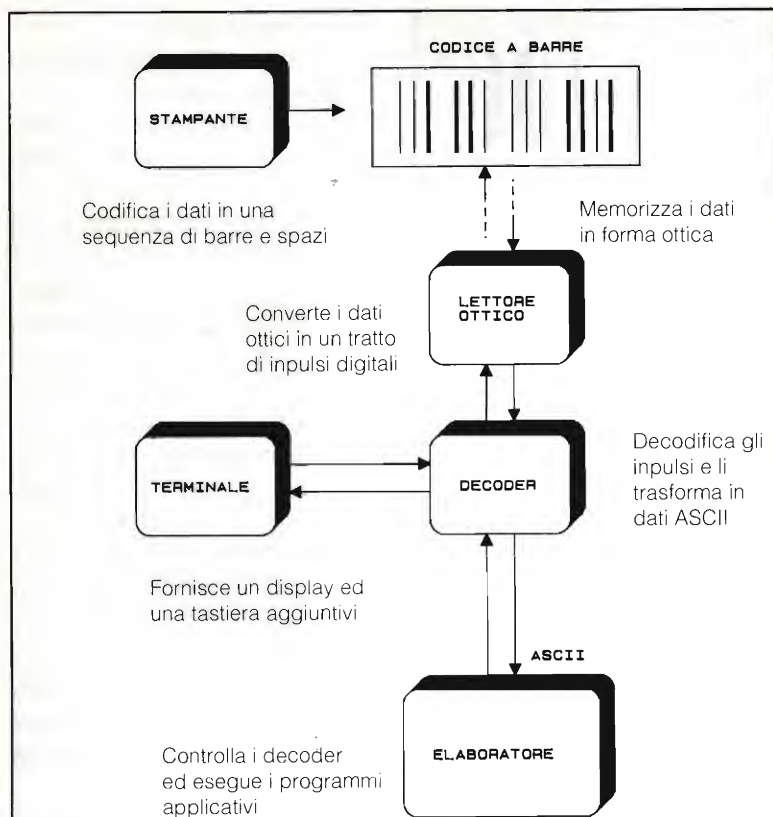 CODICE A BARRE
STAMPANTE
Codifica i dati in una
sequenza di barre e spazi
Memorizza i dati
in forma ottica
LETTORE
OTTICO
Converte i dati
ottici in un tratto
di inpulsi digitali
TERMINALE
DECODER
Decodifica gli
inpulsi e li
trasforma in
dati ASCII
Fornisce un display ed
una tastiera aggiuntivi
ASCII
ELABORATORE
Controlla i decoder
ed esegue i programmi
applicativi